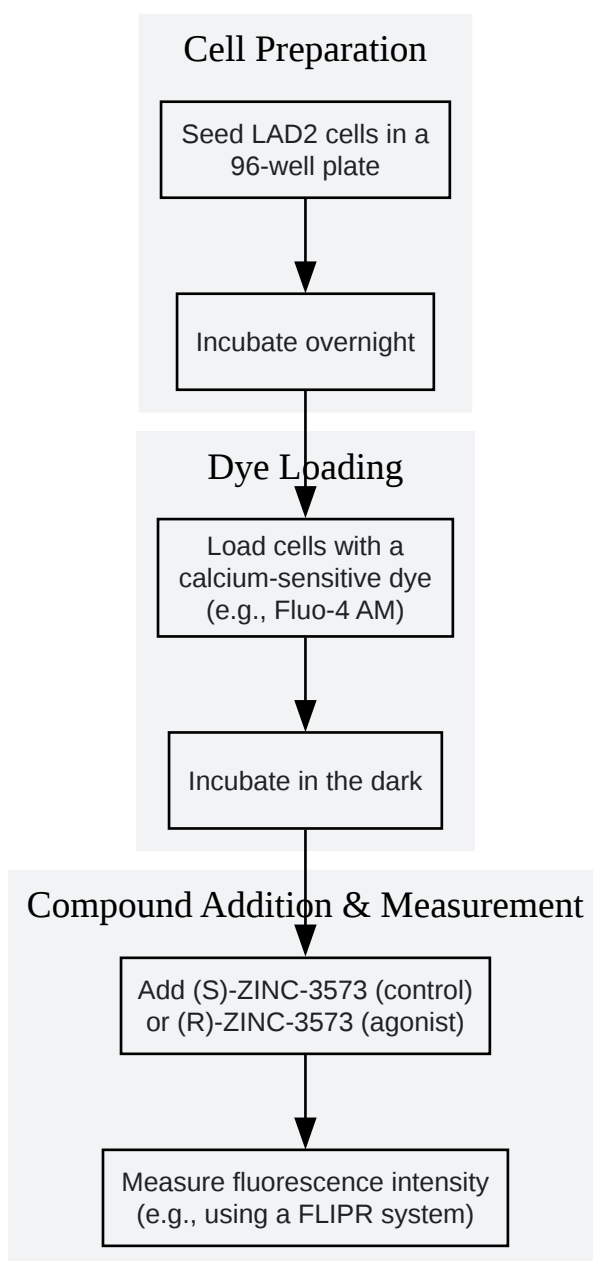 Cell Preparation
Seed LAD2 cells in a
96-well plate
Incubate overnight
Dye Loading
Load cells with a
calcium-sensitive dye
(e.g., Fluo-4 AM)
Incubate in the dark
Compound Addition & Measurement
Add (S)-ZINC-3573 (control)
or (R)-ZINC-3573 (agonist)
Measure fluorescence intensity
(e.g., using a FLIPR system)